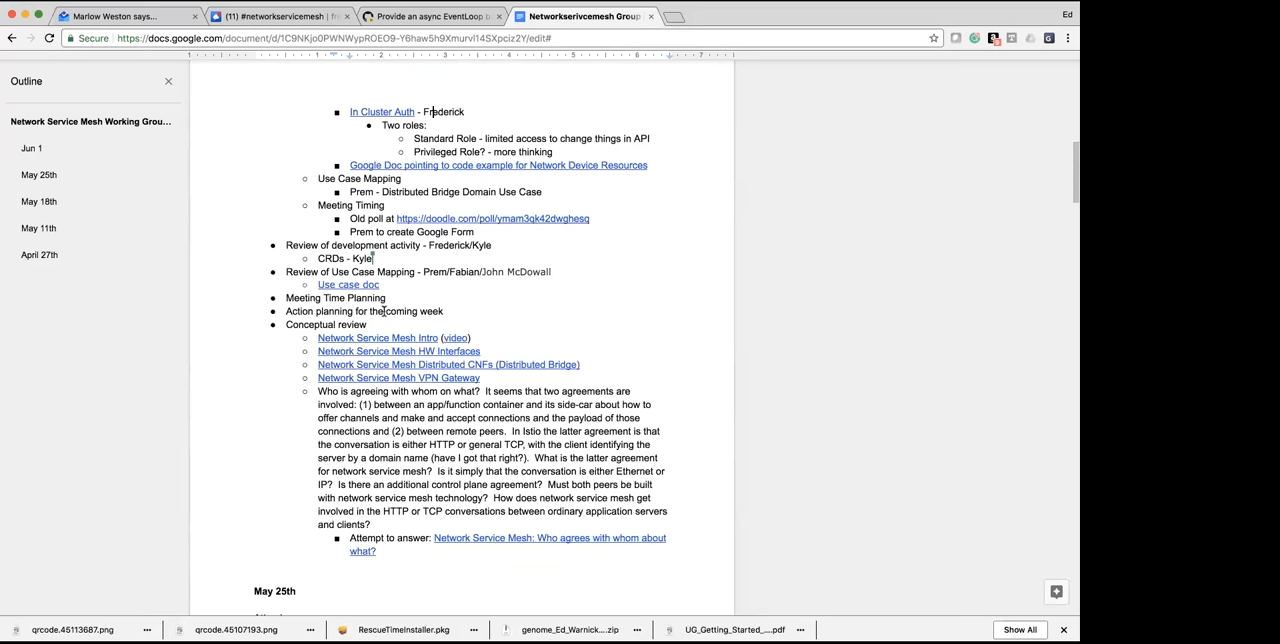 Marlow Weston says...
(11) #networkservicemesh | fre
Provide an async EventLoop b
Networkserivcemesh Group
Ed
Secure
https://docs.google.com/document/d/1C9NKjo0PWNWypROEO9-Y6haw5h9Xmurvl14SXpciz2Y/edit#
1 1 2 3 4 5 6 7
Outline
Network Service Mesh Working Grou...
Jun 1
May 25th
May 18th
May 11th
April 27th
In Cluster Auth - Frederick
Two roles:
Standard Role - limited access to change things in API
Privileged Role? - more thinking
Google Doc pointing to code example for Network Device Resources
Use Case Mapping
Prem - Distributed Bridge Domain Use Case
Meeting Timing
Old poll at https://doodle.com/poll/ymam3qk42dwghesq
Prem to create Google Form
Review of development activity - Frederick/Kyle
CRDs - Kyle
Review of Use Case Mapping - Prem/Fabian/John McDowall
Use case doc
Meeting Time Planning
Action planning for the coming week
Conceptual review
Network Service Mesh Intro (video)
Network Service Mesh HW Interfaces
Network Service Mesh Distributed CNFs (Distributed Bridge)
Network Service Mesh VPN Gateway
Who is agreeing with whom on what? It seems that two agreements are
involved: (1) between an app/function container and its side-car about how to
offer channels and make and accept connections and the payload of those
connections and (2) between remote peers. In Istio the latter agreement is that
the conversation is either HTTP or general TCP, with the client identifying the
server by a domain name (have I got that right?). What is the latter agreement
for network service mesh? Is it simply that the conversation is either Ethernet or
IP? Is there an additional control plane agreement? Must both peers be built
with network service mesh technology? How does network service mesh get
involved in the HTTP or TCP conversations between ordinary application servers
and clients?
Attempt to answer: Network Service Mesh: Who agrees with whom about
what?
May 25th
qrcode.45113687.png
qrcode.45107193.png
RescueTimeInstaller.pkg
genome_Ed_Warnick....zip
UG_Getting_Started_....pdf
Show All